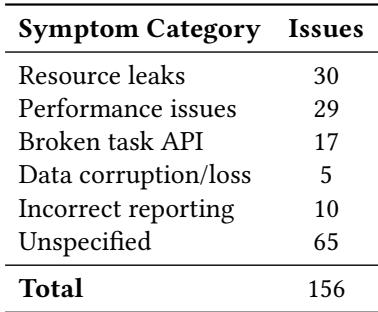 Symptom Category Issues
Resource leaks 30
Performance issues 29
Broken task API 17
Data corruption/loss 5
Incorrect reporting 10
Unspecified 65
Total 156